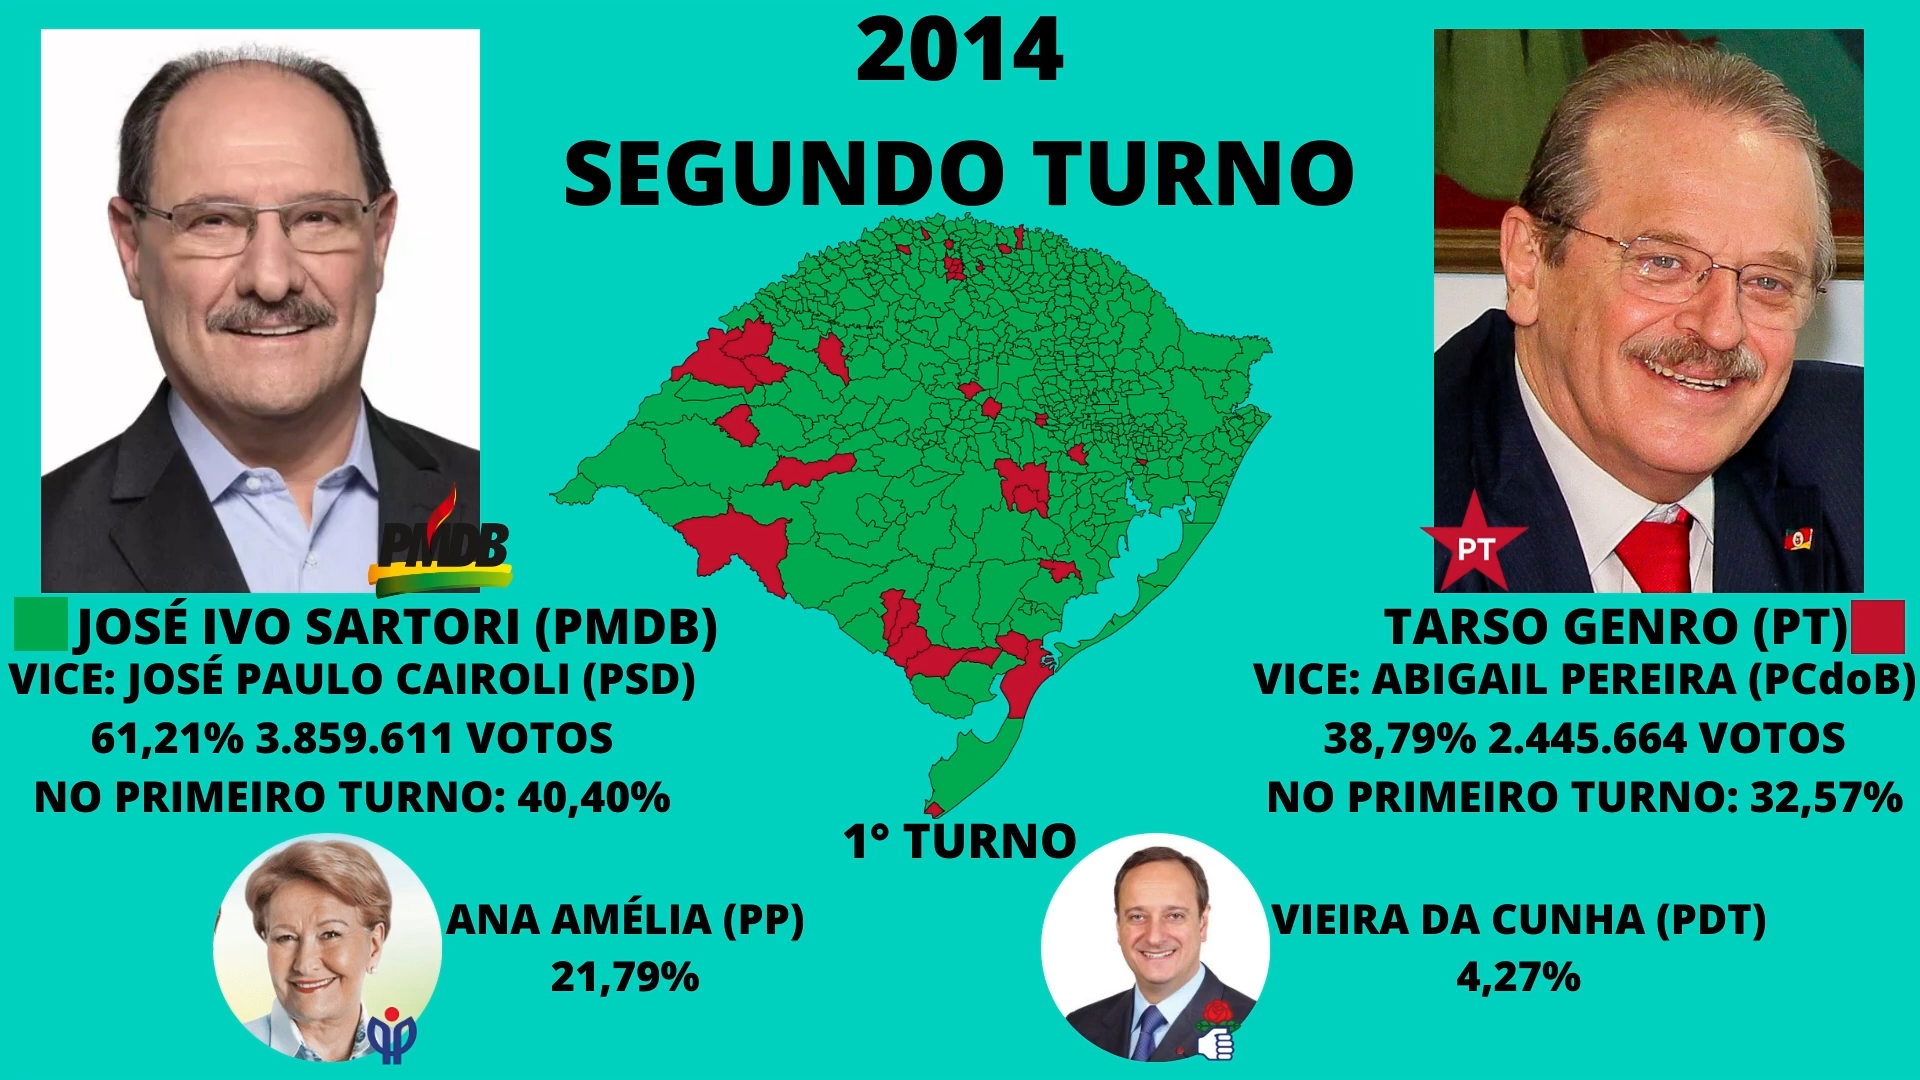 2014
SEGUNDO TURNO
PMDB
PT
JOSÉ IVO SARTORI (PMDB)
VICE: JOSÉ PAULO CAIROLI (PSD)
61,21% 3.859.611 VOTOS
NO PRIMEIRO TURNO: 40,40%
TARSO GENRO (PT)
VICE: ABIGAIL PEREIRA (PCdoB)
38,79% 2.445.664 VOTOS
NO PRIMEIRO TURNO: 32,57%
1° TURNO
ANA AMÉLIA (PP)
21,79%
VIEIRA DA CUNHA (PDT)
4,27%